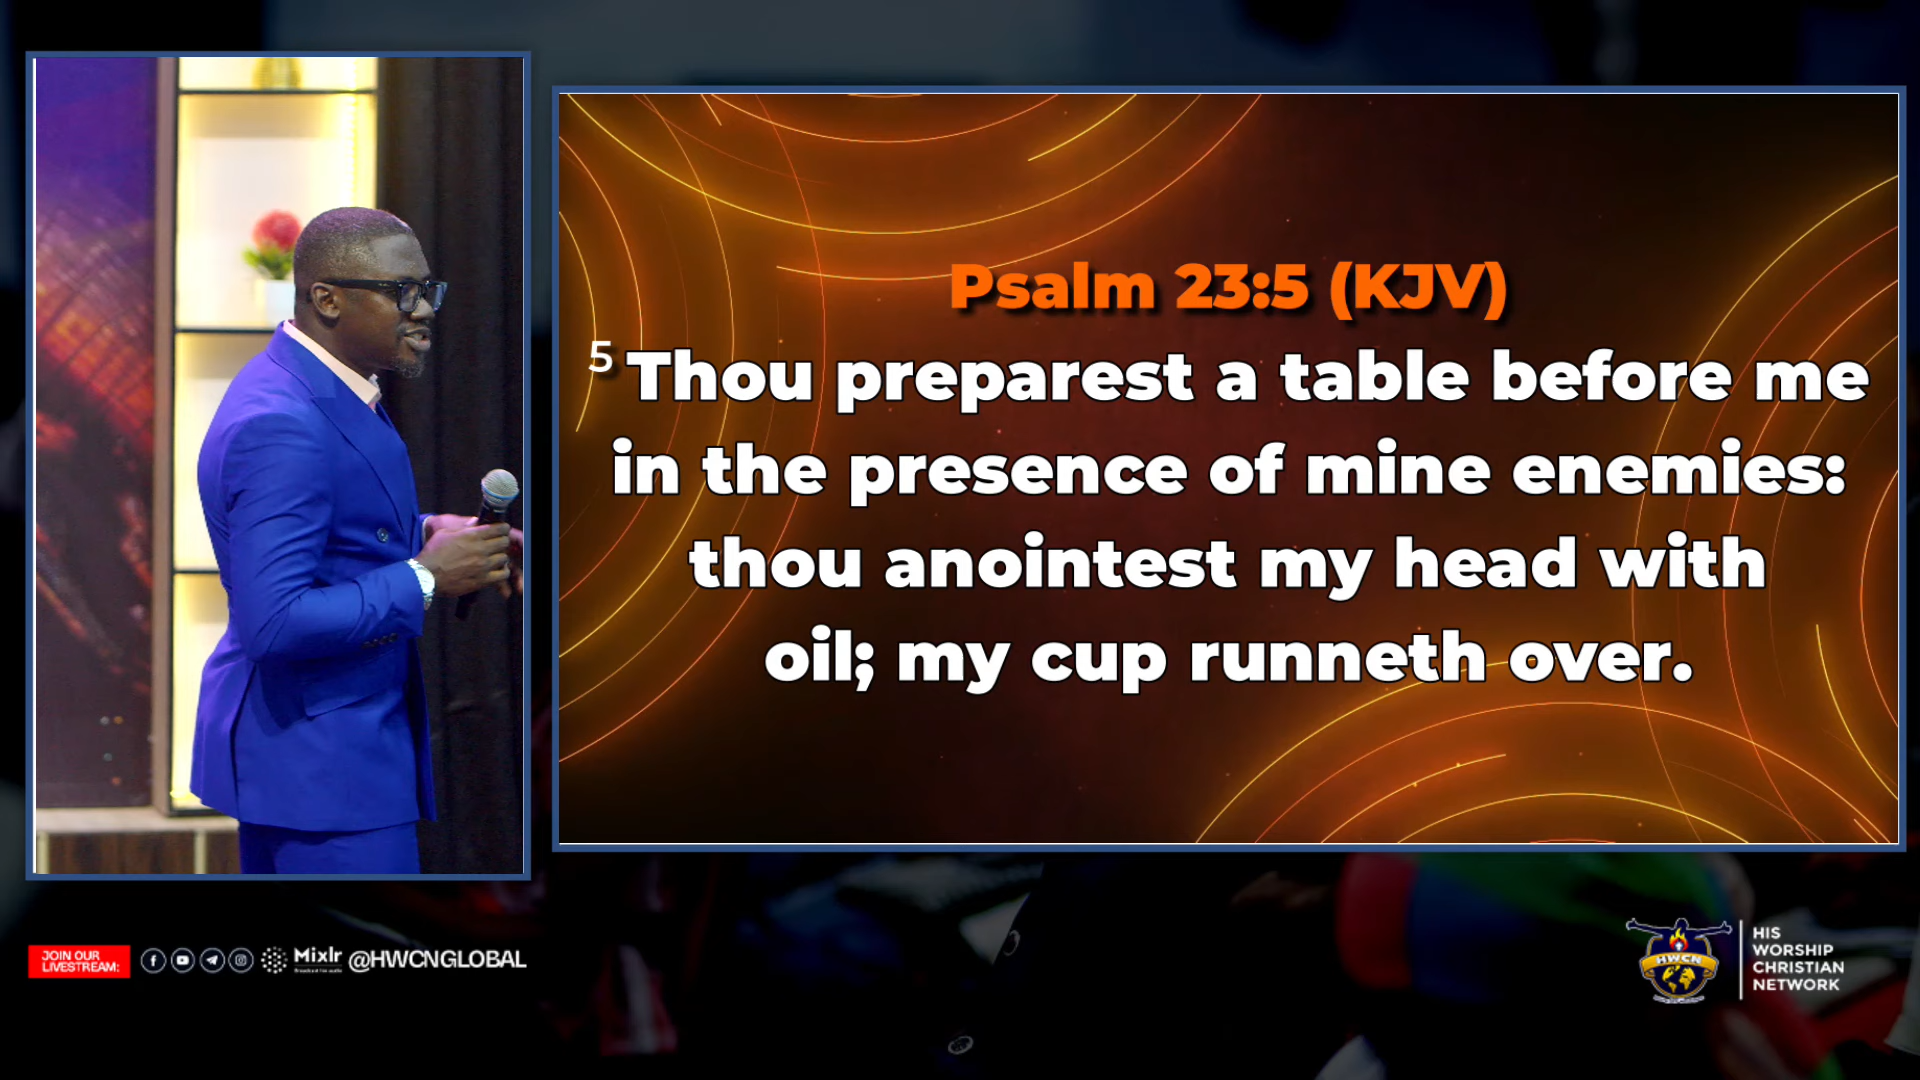 Psalm 23:5 (KJV)
5 Thou preparest a table before me
in the presence of mine enemies:
thou anointest my head with
oil; my cup runneth over.
JOIN OUR
LIVESTREAM:
Mixlr
@HWCNGLOBAL
HWCN
HIS
WORSHIP
CHRISTIAN
NETWORK